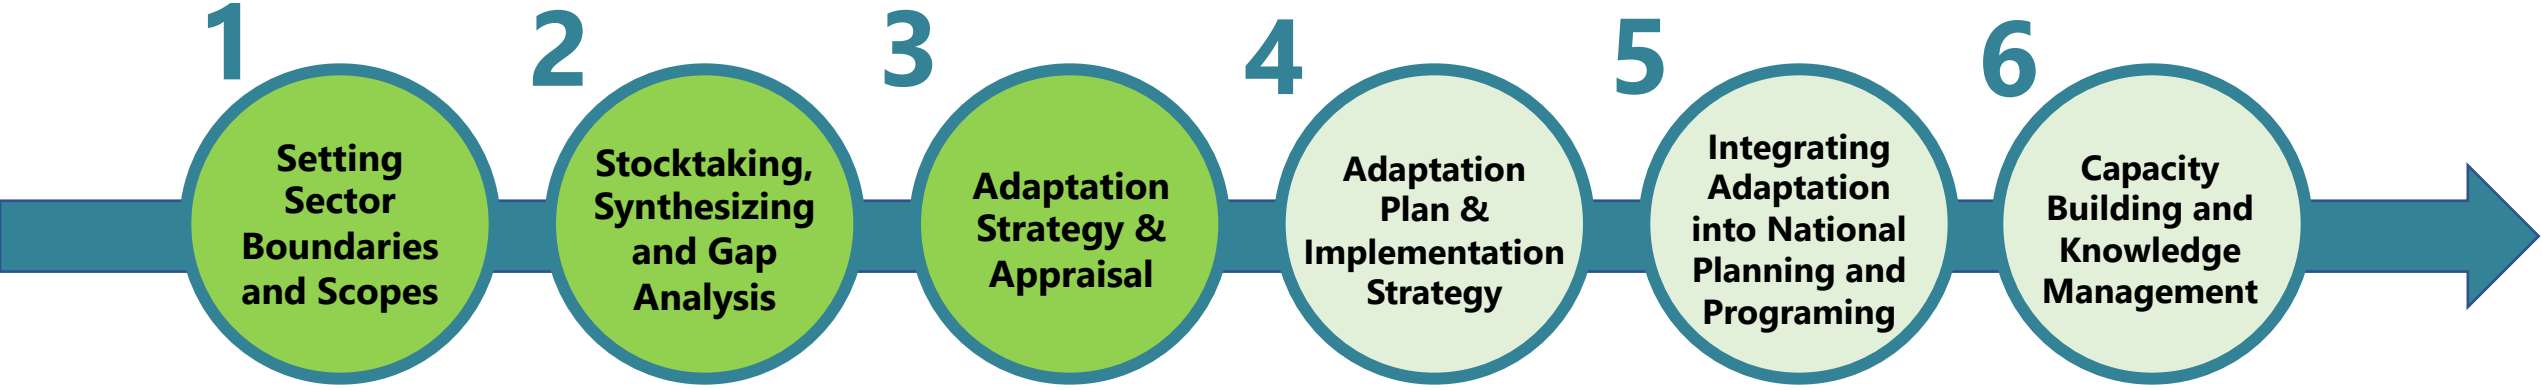 1
Setting
Sector
Boundaries
and Scopes
2
Stocktaking,
Synthesizing
and Gap
Analysis
3
Adaptation
Strategy &
Appraisal
4
Adaptation
Plan &
Implementation
Strategy
5
Integrating
Adaptation
into National
Planning and
Programing
6
Capacity
Building and
Knowledge
Management